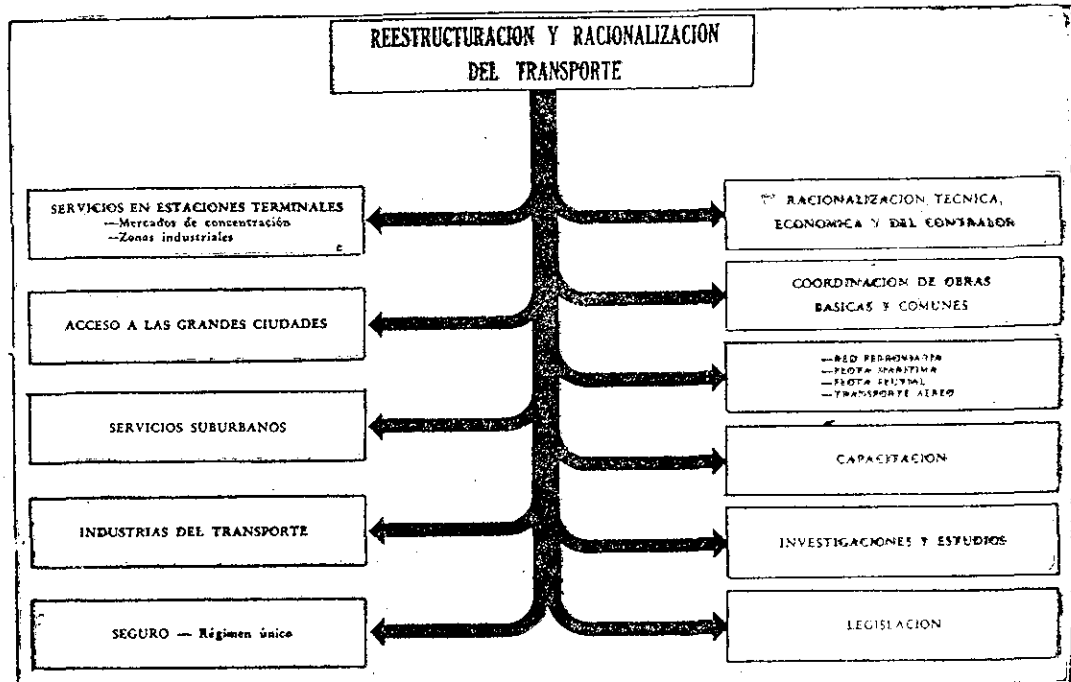 REESTRUCTURACION Y RACIONALIZACION
DEL TRANSPORTE
SERVICIOS EN ESTACIONES TERMINALES
—Mercados de concentración
—Zonas industriales
ACCESO A LAS GRANDES CIUDADES
SERVICIOS SUBURBANOS
INDUSTRIAS DEL TRANSPORTE
SEGURO — Régimen único
RACIONALIZACION TECNICA,
ECONOMICA Y DEL CONTRALOR
COORDINACION DE OBRAS
BASICAS Y COMUNES
—RED FERROVIARIA
—FLOTA MARITIMA
—FLOTA FLUVIAL
—TRANSPORTE AEREO
CAPACITACION
INVESTIGACIONES Y ESTUDIOS
LEGISLACION